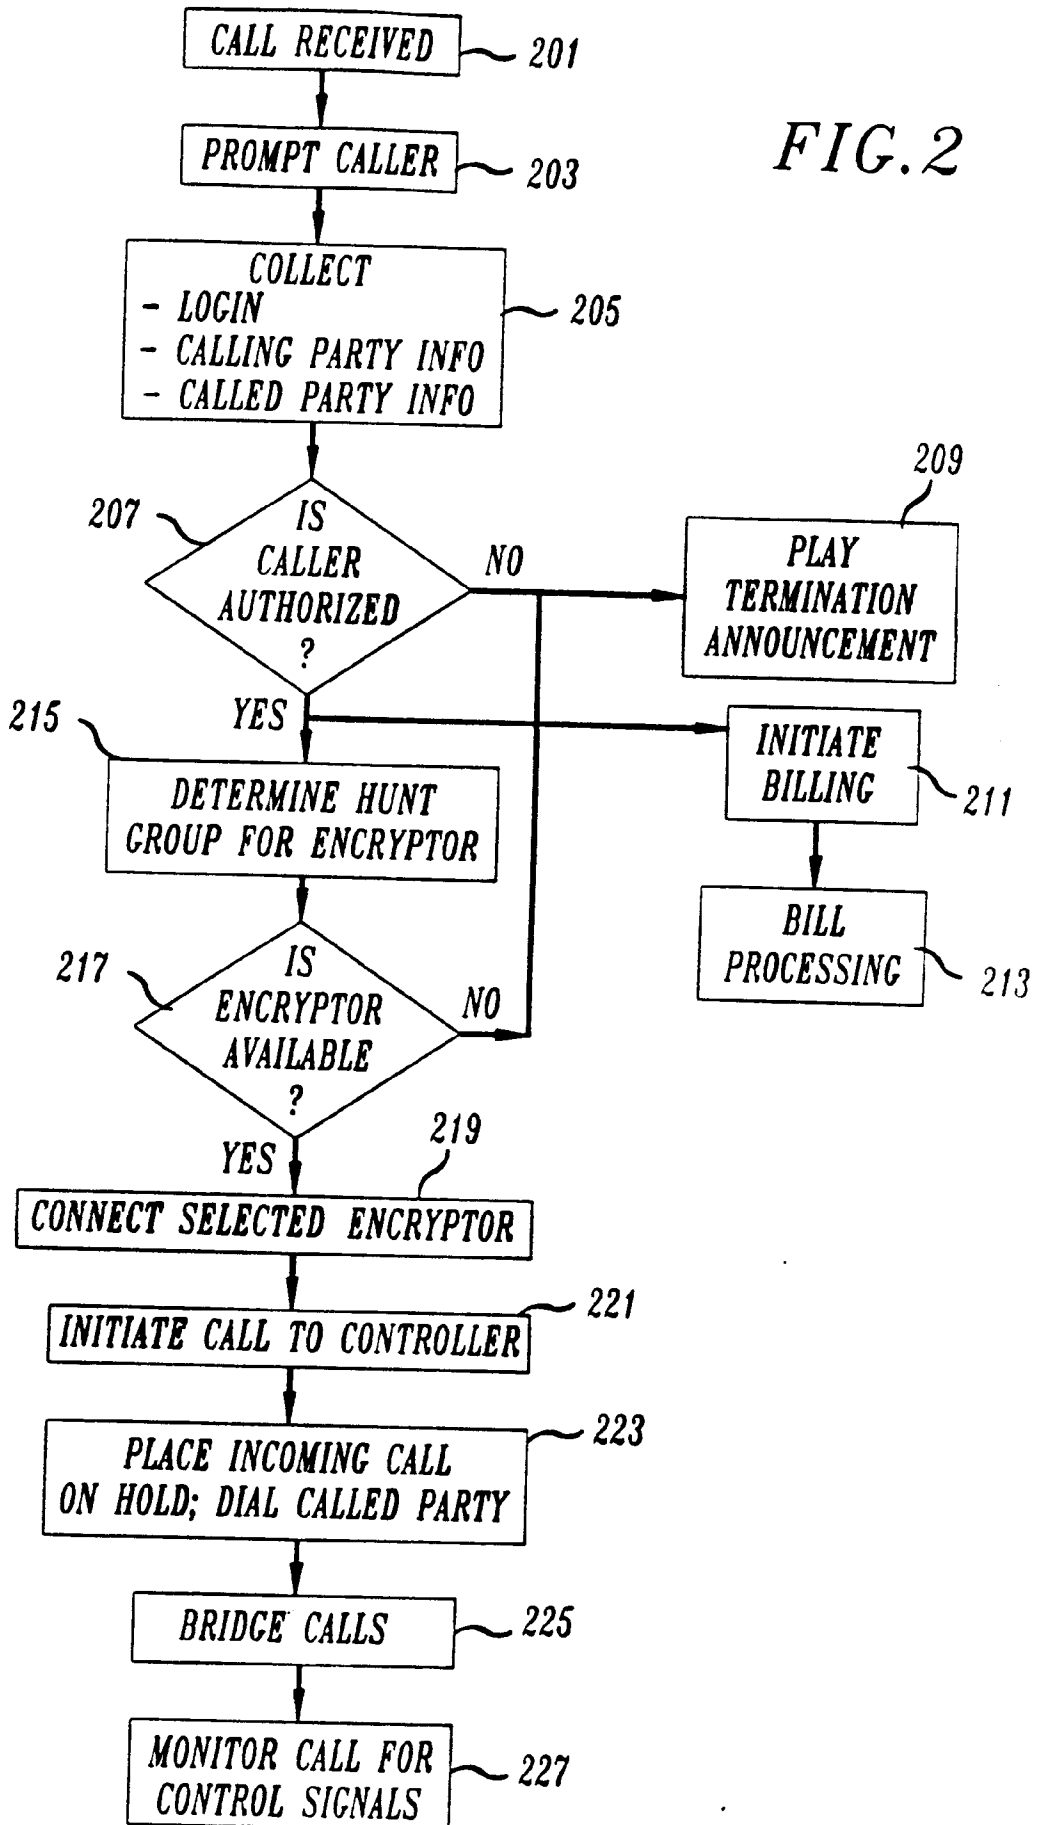 CALL RECEIVED
201
FIG. 2
PROMPT CALLER
203
COLLECT
- LOGIN
- CALLING PARTY INFO
- CALLED PARTY INFO
205
207
IS
CALLER
AUTHORIZED
?
NO
209
PLAY
TERMINATION
ANNOUNCEMENT
YES
215
INITIATE
BILLING
211
DETERMINE HUNT
GROUP FOR ENCRYPTOR
BILL
PROCESSING
213
217
IS
ENCRYPTOR
AVAILABLE
?
NO
YES
219
CONNECT SELECTED ENCRYPTOR
221
INITIATE CALL TO CONTROLLER
223
PLACE INCOMING CALL
ON HOLD; DIAL CALLED PARTY
BRIDGE CALLS
225
MONITOR CALL FOR
CONTROL SIGNALS
227